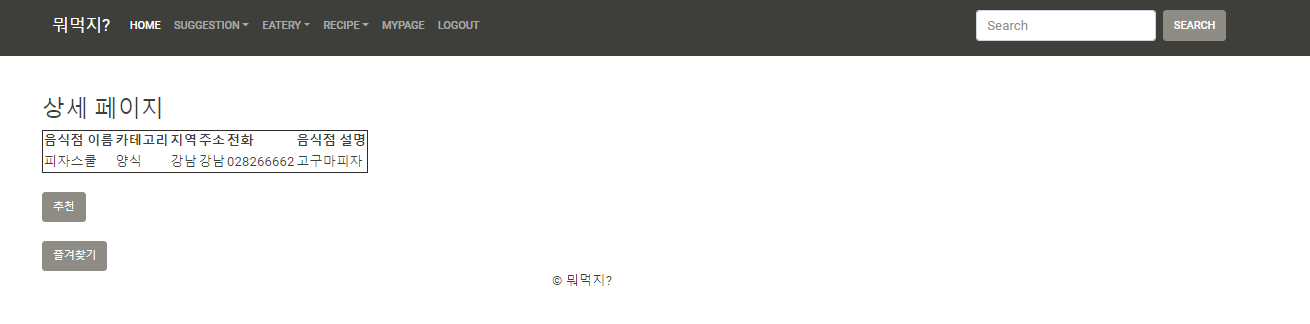 뭐먹지? HOME SUGGESTION EATERY RECIPE MYPAGE LOGOUT Search SEARCH
상세 페이지
음식점 이름 카테고리 지역 주소 전화 음식점 설명
피자스쿨 양식 강남 강남 028266662 고구마피자
추천
즐겨찾기
© 뭐먹지?